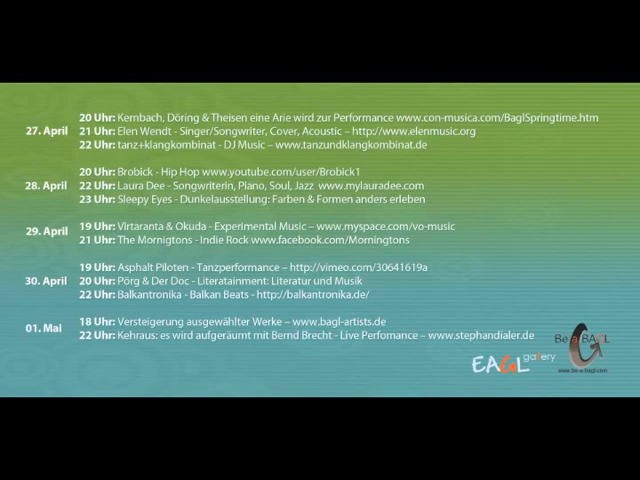 27. April
20 Uhr: Kernbach, Döring & Theisen eine Arie wird zur Performance www.con-musica.com/BaglSpringtime.htm
21 Uhr: Elen Wendt - Singer/Songwriter, Cover, Acoustic – http://www.elenmusic.org
22 Uhr: tanz+klangkombinat - DJ Music – www.tanzundklangkombinat.de
28. April
20 Uhr: Brobick - Hip Hop www.youtube.com/user/Brobick1
22 Uhr: Laura Dee - Songwriterin, Piano, Soul, Jazz www.mylauradee.com
23 Uhr: Sleepy Eyes - Dunkelausstellung: Farben & Formen anders erleben
29. April
19 Uhr: Virtaranta & Okuda - Experimental Music – www.myspace.com/vo-music
21 Uhr: The Mornigtons - Indie Rock www.facebook.com/Morningtons
30. April
19 Uhr: Asphalt Piloten - Tanzperformance – http://vimeo.com/30641619a
20 Uhr: Pörg & Der Doc - Literatainment: Literatur und Musik
22 Uhr: Balkantronika - Balkan Beats - http://balkantronika.de/
01. Mai
18 Uhr: Versteigerung ausgewählter Werke – www.bagl-artists.de
22 Uhr: Kehraus: es wird aufgeräumt mit Bernd Brecht - Live Perfomance – www.stephandialer.de
EAGL gallery
Be a BAGL
www.be-a-bagl.com